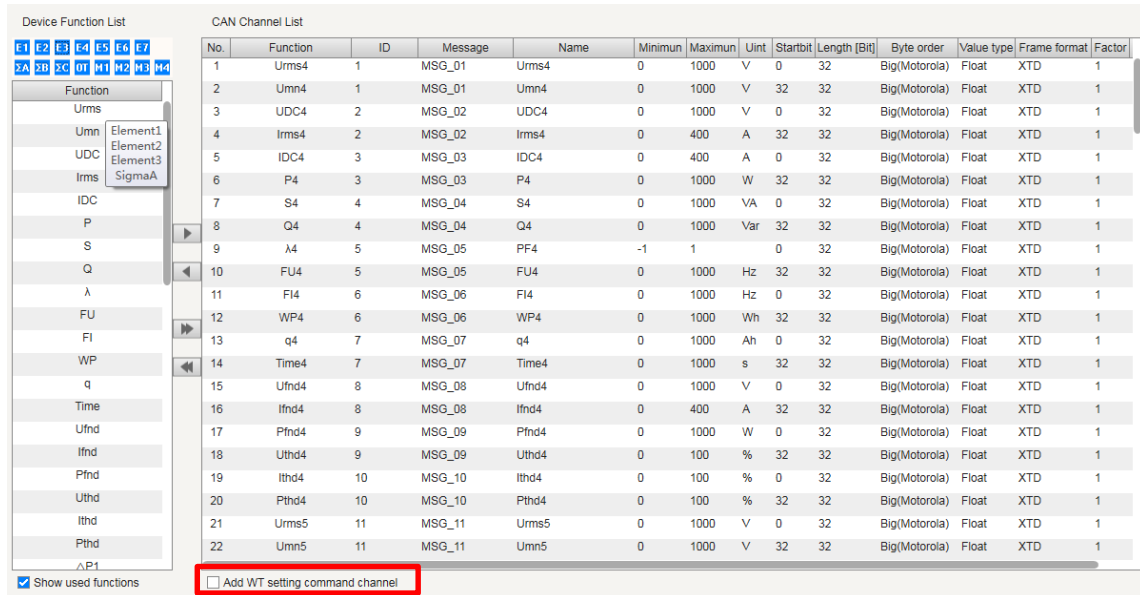 Device Function List
CAN Channel List
E1 E2 E3 E4 E5 E6 E7
ΣA ΣB ΣC OT M1 M2 M3 M4
Function
Urms
Umn
UDC
Irms
IDC
P
S
Q
λ
FU
FI
WP
q
Time
Ufnd
Ifnd
Pfnd
Uthd
Ithd
Pthd
△P1
Element1
Element2
Element3
SigmaA
No. Function ID Message Name Minimun Maximun Uint Startbit Length [Bit] Byte order Value type Frame format Factor
1 Urms4 1 MSG_01 Urms4 0 1000 V 0 32 Big(Motorola) Float XTD 1
2 Umn4 1 MSG_01 Umn4 0 1000 V 32 32 Big(Motorola) Float XTD 1
3 UDC4 2 MSG_02 UDC4 0 1000 V 0 32 Big(Motorola) Float XTD 1
4 Irms4 2 MSG_02 Irms4 0 400 A 32 32 Big(Motorola) Float XTD 1
5 IDC4 3 MSG_03 IDC4 0 400 A 0 32 Big(Motorola) Float XTD 1
6 P4 3 MSG_03 P4 0 1000 W 32 32 Big(Motorola) Float XTD 1
7 S4 4 MSG_04 S4 0 1000 VA 0 32 Big(Motorola) Float XTD 1
8 Q4 4 MSG_04 Q4 0 1000 Var 32 32 Big(Motorola) Float XTD 1
9 λ4 5 MSG_05 PF4 -1 1 0 32 Big(Motorola) Float XTD 1
10 FU4 5 MSG_05 FU4 0 1000 Hz 32 32 Big(Motorola) Float XTD 1
11 FI4 6 MSG_06 FI4 0 1000 Hz 0 32 Big(Motorola) Float XTD 1
12 WP4 6 MSG_06 WP4 0 1000 Wh 32 32 Big(Motorola) Float XTD 1
13 q4 7 MSG_07 q4 0 1000 Ah 0 32 Big(Motorola) Float XTD 1
14 Time4 7 MSG_07 Time4 0 1000 s 32 32 Big(Motorola) Float XTD 1
15 Ufnd4 8 MSG_08 Ufnd4 0 1000 V 0 32 Big(Motorola) Float XTD 1
16 Ifnd4 8 MSG_08 Ifnd4 0 400 A 32 32 Big(Motorola) Float XTD 1
17 Pfnd4 9 MSG_09 Pfnd4 0 1000 W 0 32 Big(Motorola) Float XTD 1
18 Uthd4 9 MSG_09 Uthd4 0 100 % 32 32 Big(Motorola) Float XTD 1
19 Ithd4 10 MSG_10 Ithd4 0 100 % 0 32 Big(Motorola) Float XTD 1
20 Pthd4 10 MSG_10 Pthd4 0 100 % 32 32 Big(Motorola) Float XTD 1
21 Urms5 11 MSG_11 Urms5 0 1000 V 0 32 Big(Motorola) Float XTD 1
22 Umn5 11 MSG_11 Umn5 0 1000 V 32 32 Big(Motorola) Float XTD 1
Show used functions
Add WT setting command channel